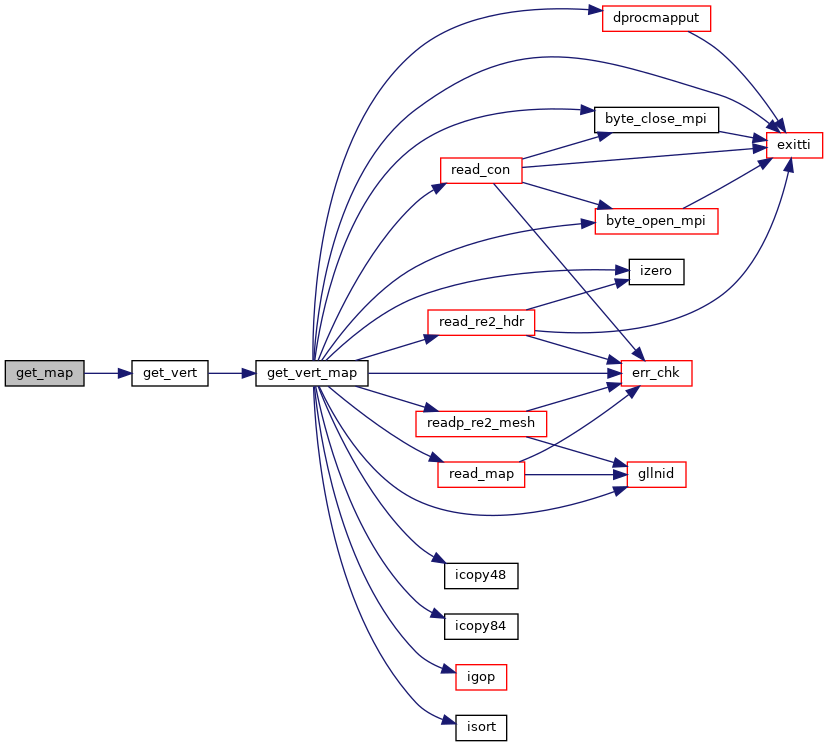 dprocmapput
byte_close_mpi
exitti
read_con
byte_open_mpi
izero
read_re2_hdr
get_map
get_vert
get_vert_map
err_chk
readp_re2_mesh
read_map
gllnid
icopy48
icopy84
igop
isort